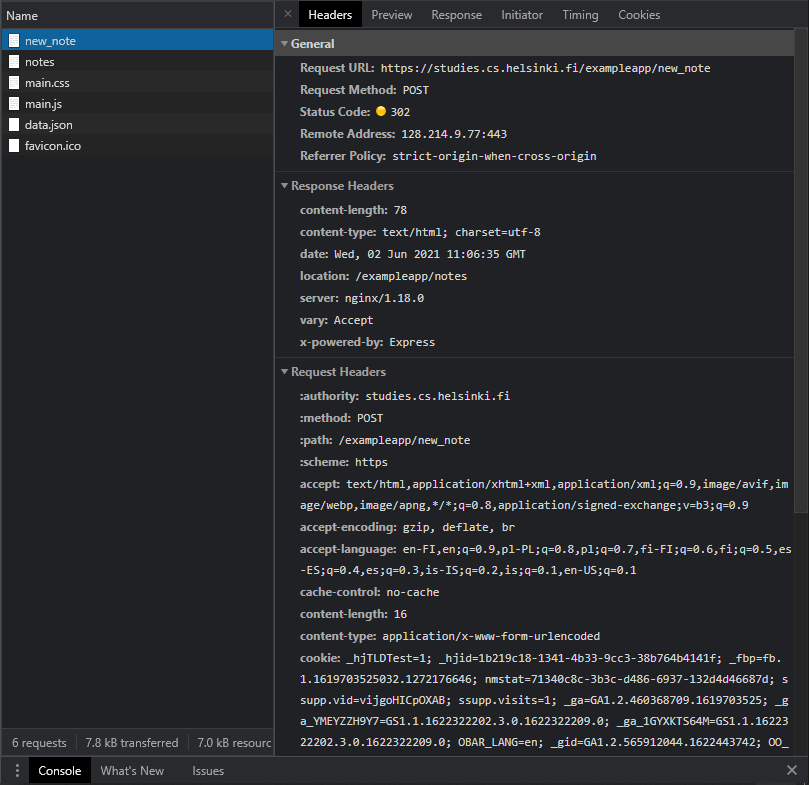 Name
new_note
notes
main.css
main.js
data.json
favicon.ico
6 requests 7.8 kB transferred 7.0 kB resourc
× Headers Preview Response Initiator Timing Cookies
General
Request URL: https://studies.cs.helsinki.fi/exampleapp/new_note
Request Method: POST
Status Code: 302
Remote Address: 128.214.9.77:443
Referrer Policy: strict-origin-when-cross-origin
Response Headers
content-length: 78
content-type: text/html; charset=utf-8
date: Wed, 02 Jun 2021 11:06:35 GMT
location: /exampleapp/notes
server: nginx/1.18.0
vary: Accept
x-powered-by: Express
Request Headers
:authority: studies.cs.helsinki.fi
:method: POST
:path: /exampleapp/new_note
:scheme: https
accept: text/html,application/xhtml+xml,application/xml;q=0.9,image/avif,im
age/webp,image/apng,*/*;q=0.8,application/signed-exchange;v=b3;q=0.9
accept-encoding: gzip, deflate, br
accept-language: en-FI,en;q=0.9,pl-PL;q=0.8,pl;q=0.7,fi-FI;q=0.6,fi;q=0.5,es
-ES;q=0.4,es;q=0.3,is-IS;q=0.2,is;q=0.1,en-US;q=0.1
cache-control: no-cache
content-length: 16
content-type: application/x-www-form-urlencoded
cookie: _hjTLDTest=1; _hjid=1b219c18-1341-4b33-9cc3-38b764b4141f; _fbp=fb.
1.1619703525032.1272176646; nmstat=71340c8c-3b3c-d486-6937-132d4d46687d; s
supp.vid=vijgoHICpOXAB; ssupp.visits=1; _ga=GA1.2.460368709.1619703525; _g
a_YMEYZZH9Y7=GS1.1.1622322202.3.0.1622322209.0; _ga_1GYXKTS64M=GS1.1.16223
22202.3.0.1622322209.0; OBAR_LANG=en; _gid=GA1.2.565912044.1622443742; OO_
Console What's New Issues ×